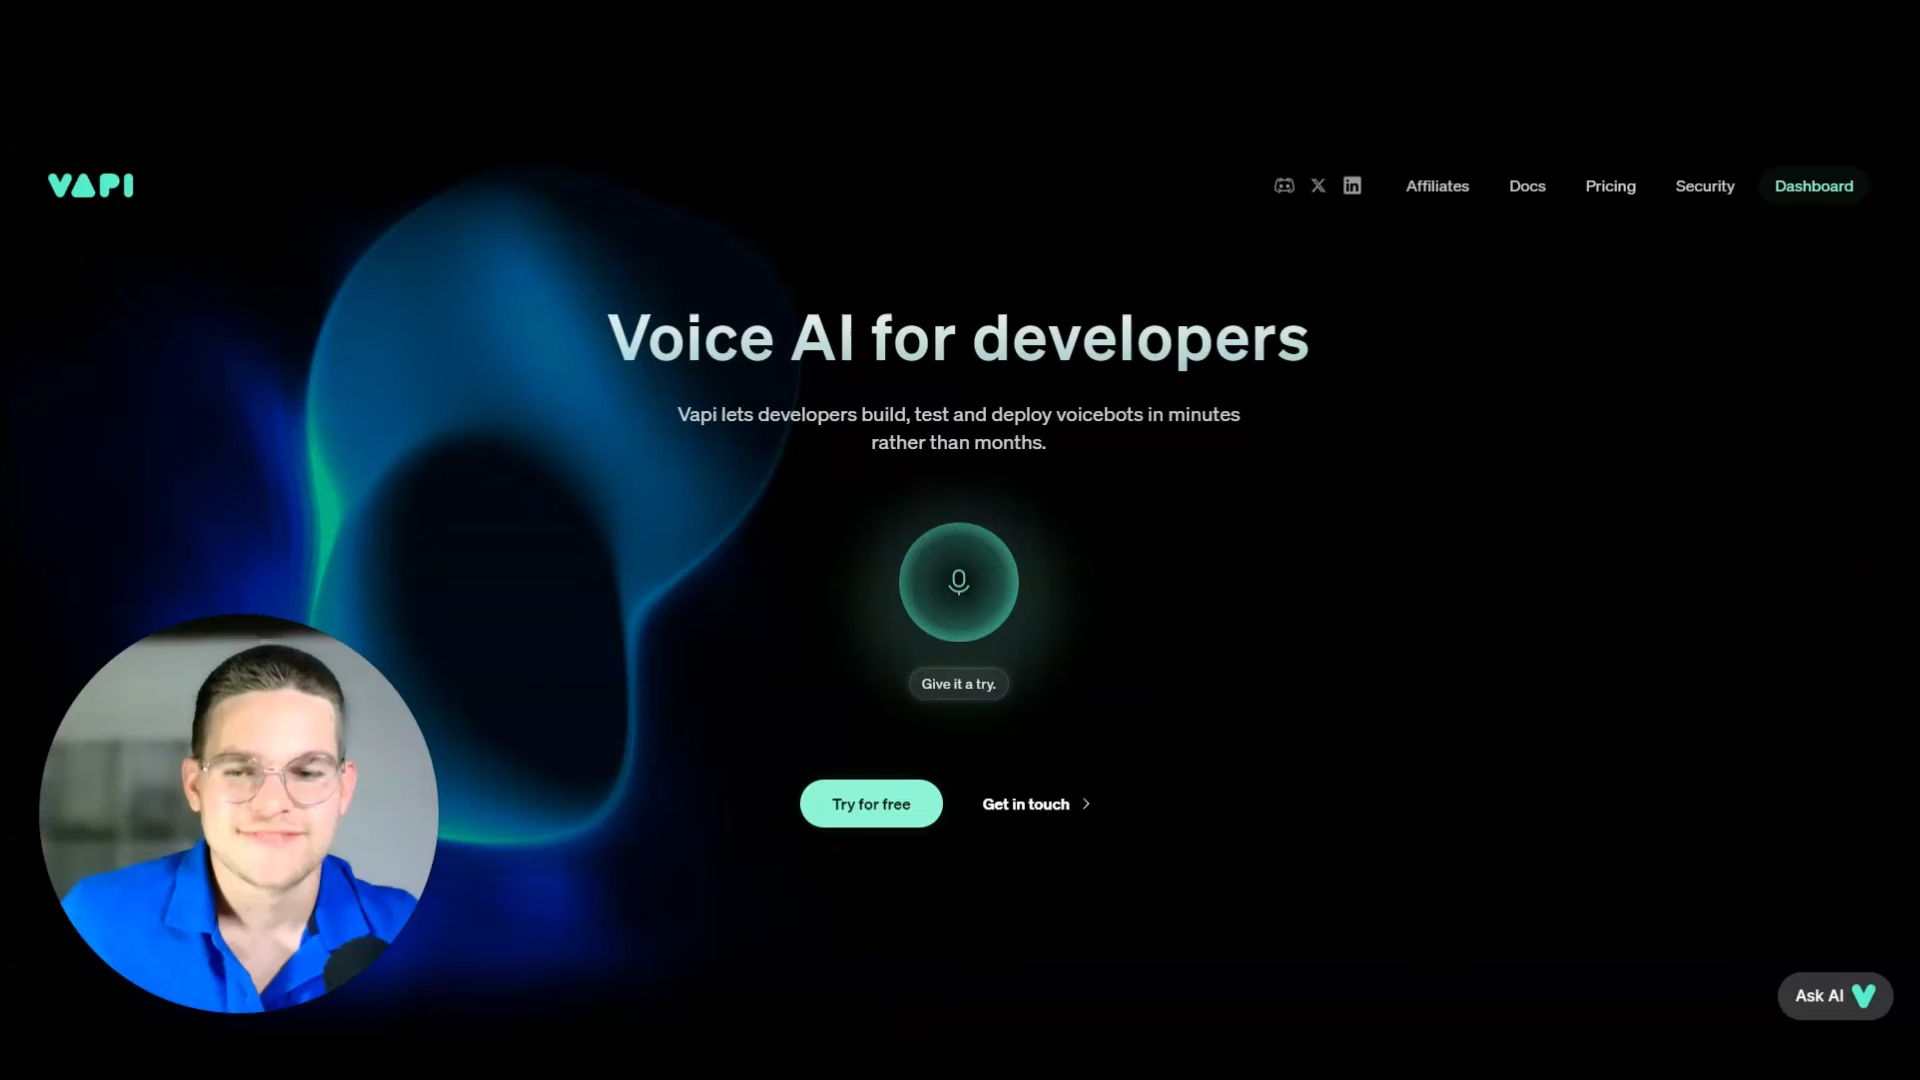 VAPI
Affiliates
Docs
Pricing
Security
Dashboard
Voice AI for developers
Vapi lets developers build, test and deploy voicebots in minutes
rather than months.
Give it a try.
Try for free
Get in touch
Ask AI